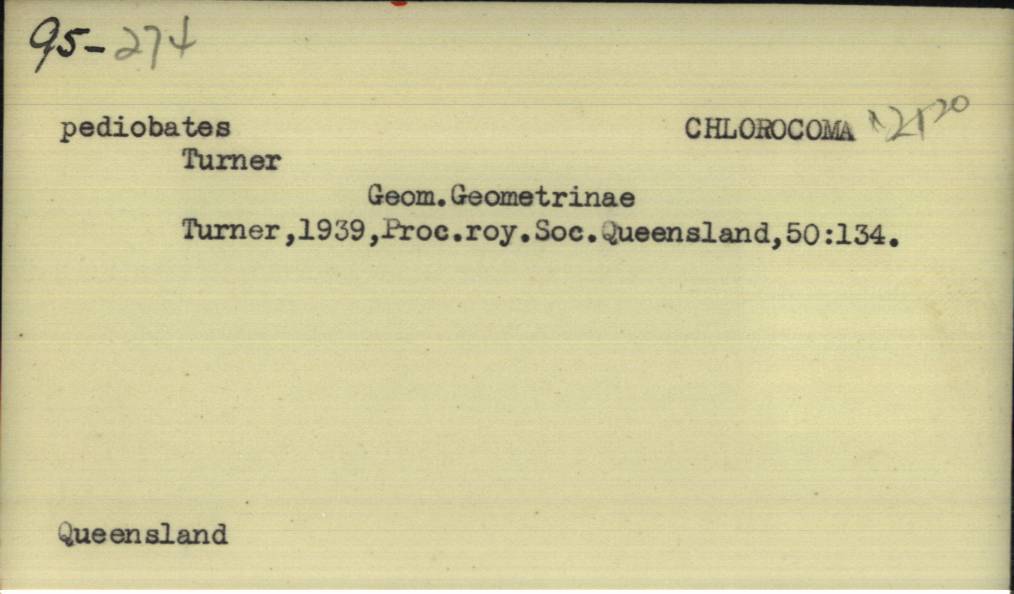 95-274
pediobates CHLOROCOMA
Turner
Geom.Geometrinae
Turner,1939,Proc.roy.Soc.Queensland,50:134.
Queensland